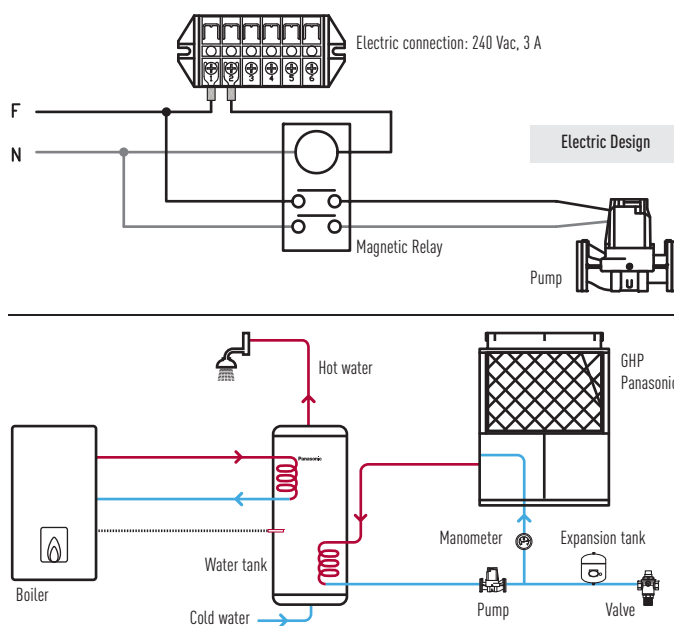 Electric connection: 240 Vac, 3 A
1 2 3 4 5 6
F
N
Electric Design
Magnetic Relay
Pump
Hot water
GHP
Panasonic
Panasonic
Manometer
Expansion tank
Water tank
Boiler
Pump
Valve
Cold water